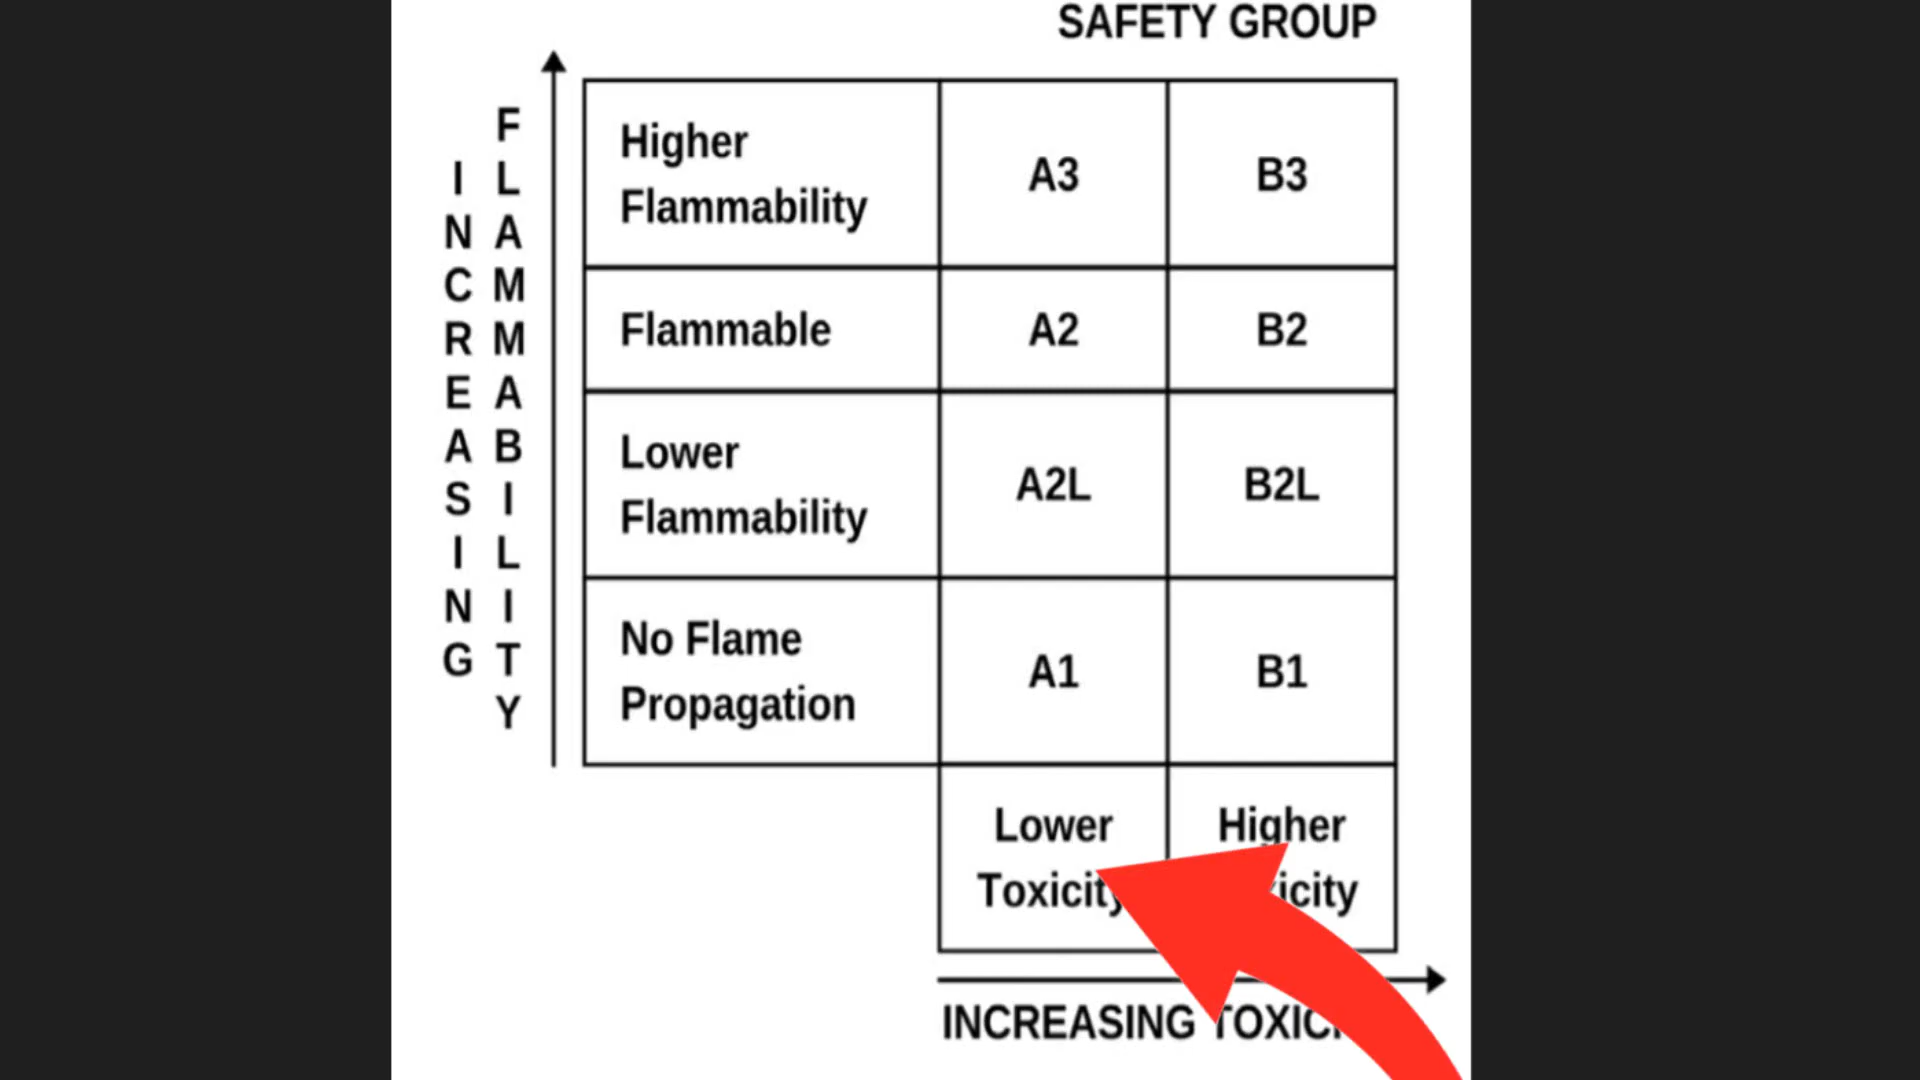 SAFETY GROUP
INCREASING
FLAMMABILITY
Higher
Flammability
A3
B3
Flammable
A2
B2
Lower
Flammability
A2L
B2L
No Flame
Propagation
A1
B1
Lower
Toxicity
Higher
INCREASING